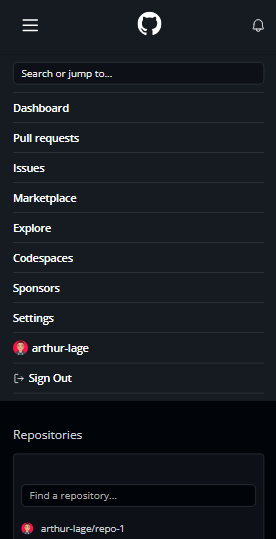 Search or jump to...
Dashboard
Pull requests
Issues
Marketplace
Explore
Codespaces
Sponsors
Settings
arthur-lage
Sign Out
Repositories
Find a repository...
arthur-lage/repo-1